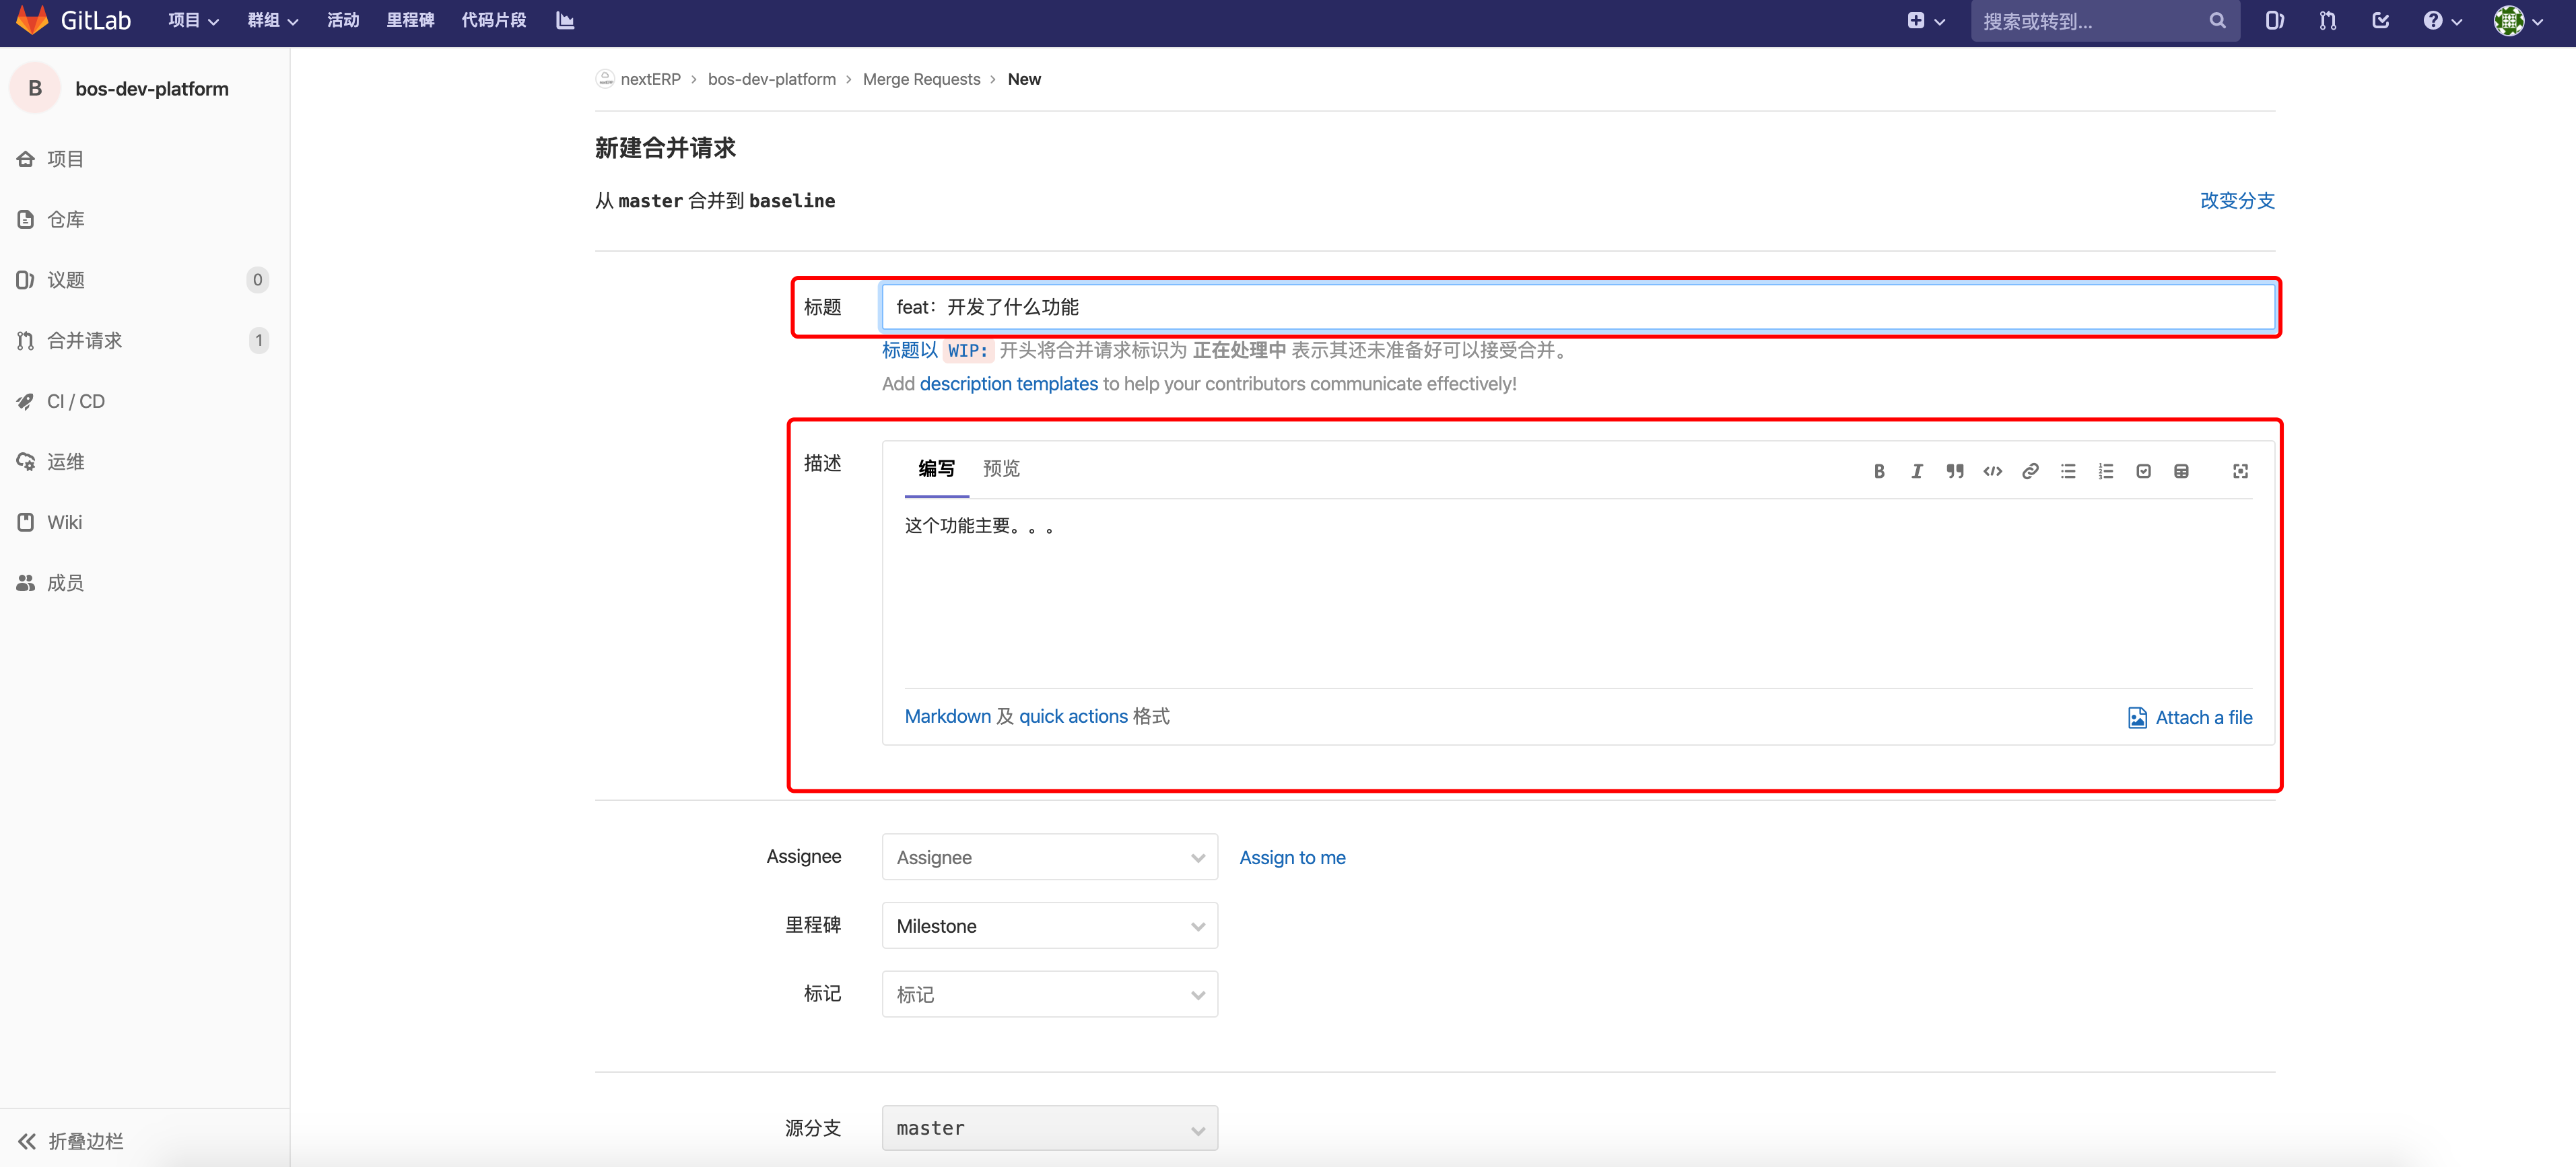 GitLab 项目 群组 活动 里程碑 代码片段 搜索或转到...
B bos-dev-platform
项目
仓库
议题 0
合并请求 1
CI / CD
运维
Wiki
成员
折叠边栏
nextERP › bos-dev-platform › Merge Requests › New
新建合并请求
从 master 合并到 baseline 改变分支
标题 feat：开发了什么功能
标题以 WIP: 开头将合并请求标识为 正在处理中 表示其还未准备好可以接受合并。
Add description templates to help your contributors communicate effectively!
描述 编写 预览
这个功能主要。。。
Markdown 及 quick actions 格式 Attach a file
Assignee Assignee Assign to me
里程碑 Milestone
标记 标记
源分支 master